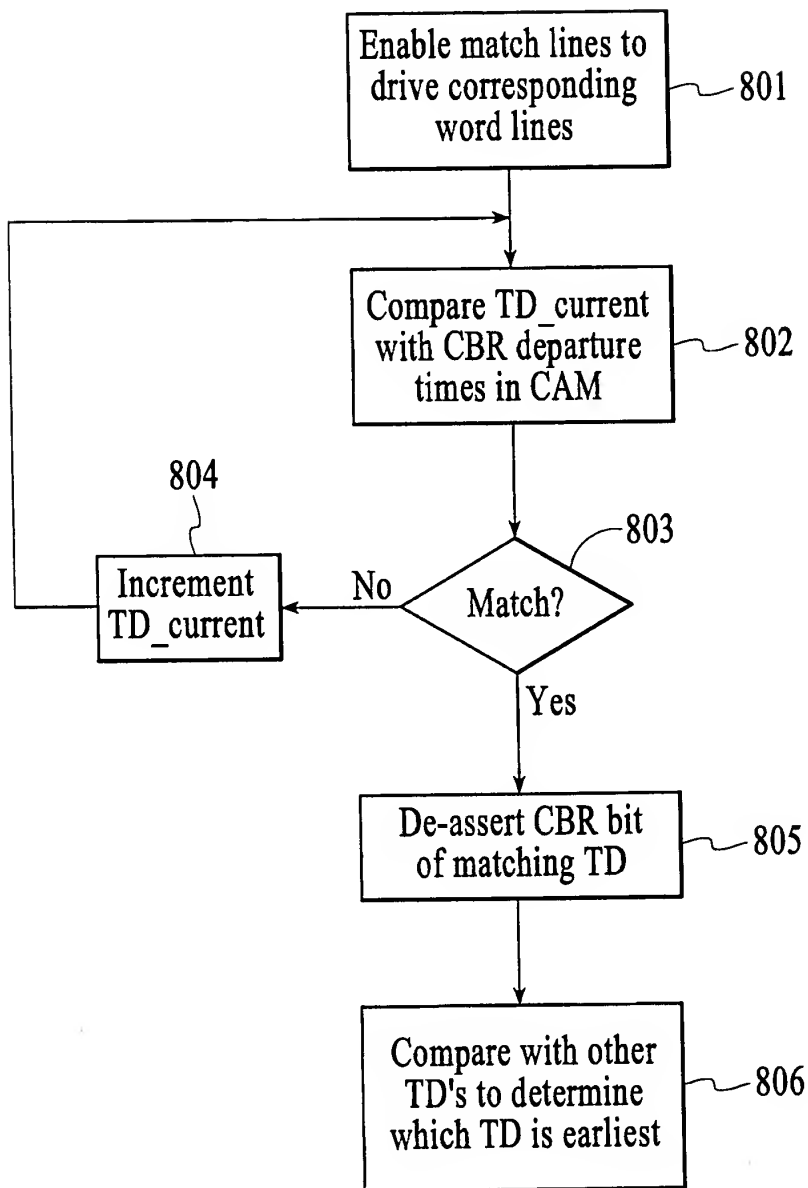 Enable match lines to
drive corresponding
word lines
801
Compare TD_current
with CBR departure
times in CAM
802
803
Match?
No
804
Increment
TD_current
Yes
De-assert CBR bit
of matching TD
805
Compare with other
TD's to determine
which TD is earliest
806